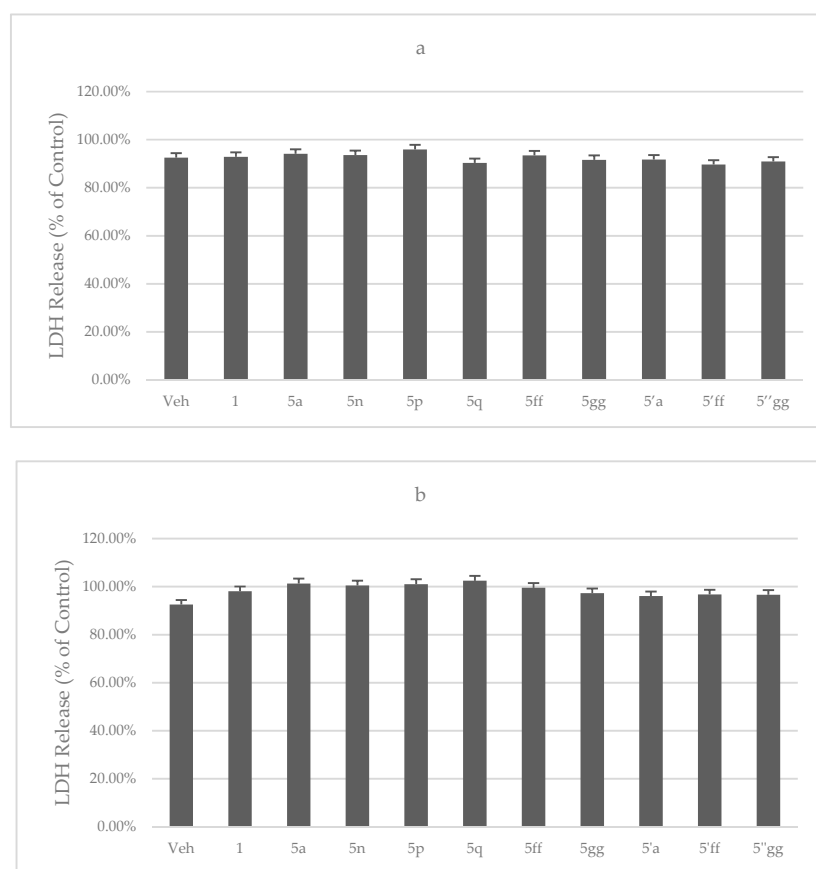 a
LDH Release (% of Control)
120.00%
100.00%
80.00%
60.00%
40.00%
20.00%
0.00%
Veh 1 5a 5n 5p 5q 5ff 5gg 5’a 5’ff 5’’gg
b
LDH Release (% of Control)
120.00%
100.00%
80.00%
60.00%
40.00%
20.00%
0.00%
Veh 1 5a 5n 5p 5q 5ff 5gg 5'a 5'ff 5"gg